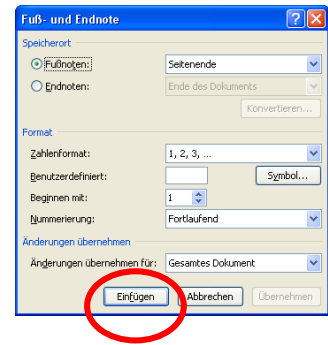 Fuß- und Endnote
Speicherort
Fußnoten: Seitenende
Endnoten: Ende des Dokuments
Konvertieren...
Format
Zahlenformat: 1, 2, 3, ...
Benutzerdefiniert: Symbol...
Beginnen mit: 1
Nummerierung: Fortlaufend
Änderungen übernehmen
Änderungen übernehmen für: Gesamtes Dokument
Einfügen Abbrechen Übernehmen